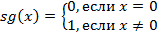 sg(x) = {0, если x = 0
1, если x ≠ 0